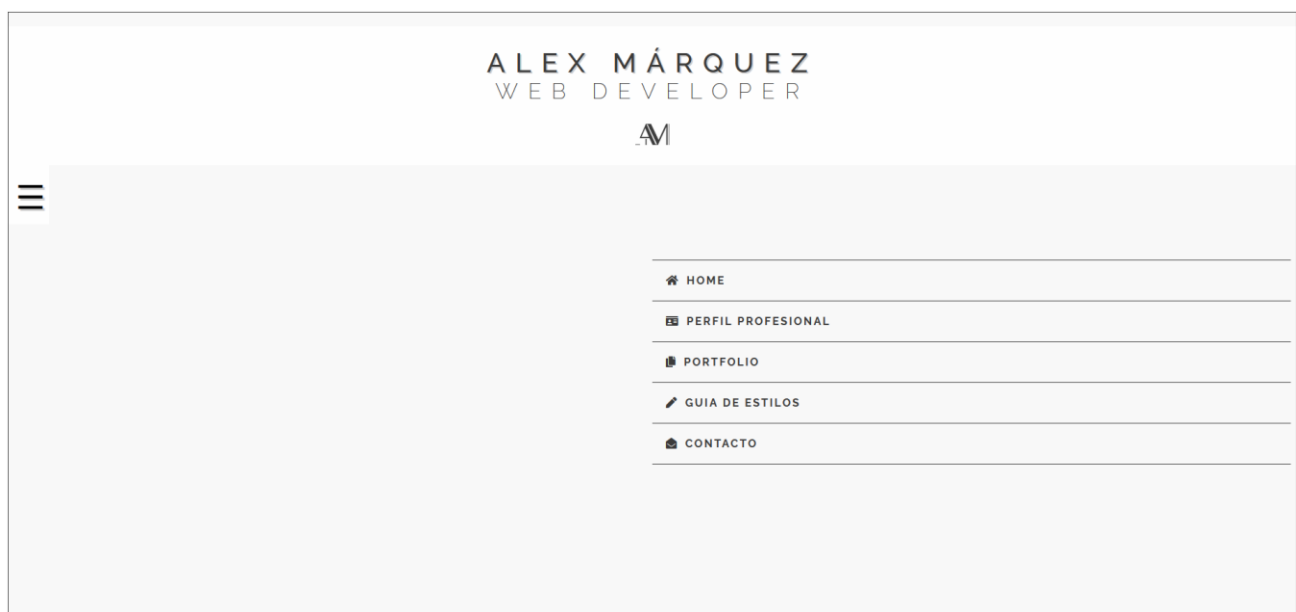 ALEX MÁRQUEZ
WEB DEVELOPER
AM
HOME
PERFIL PROFESIONAL
PORTFOLIO
GUIA DE ESTILOS
CONTACTO